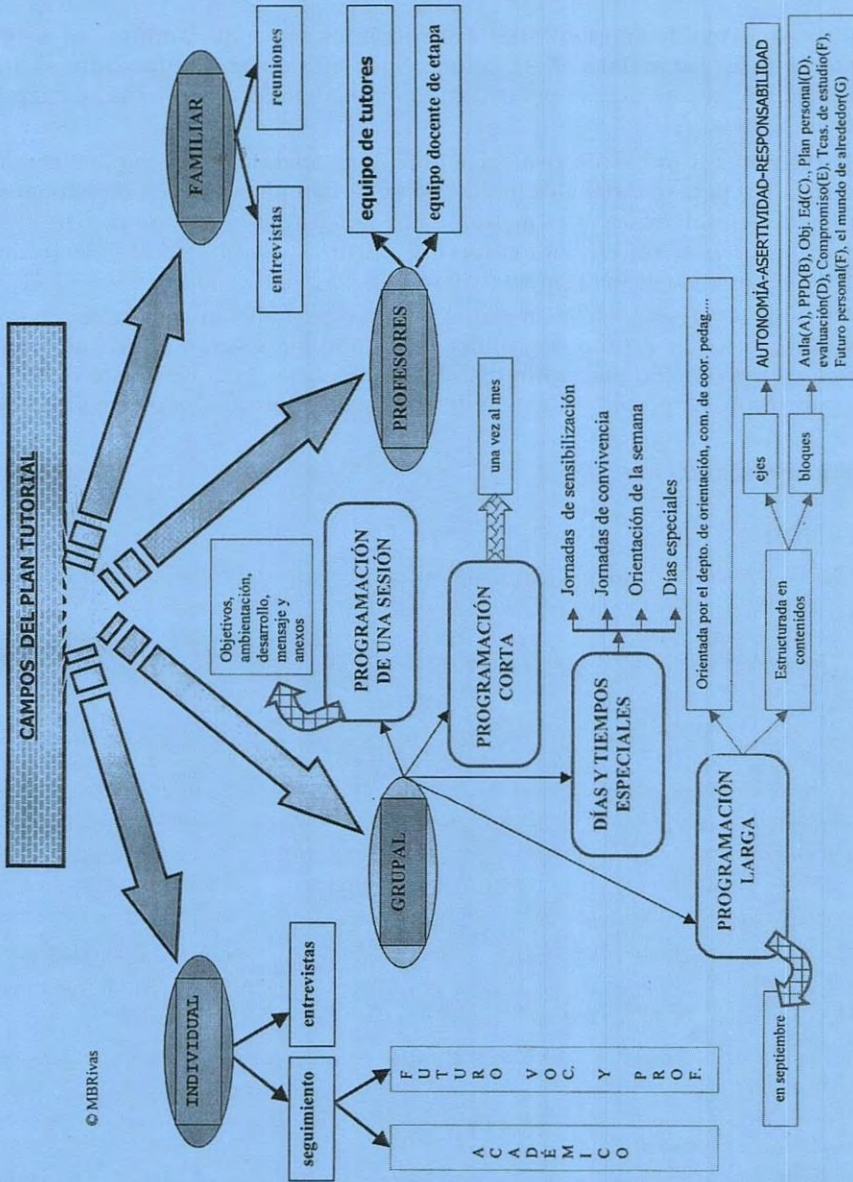 CAMPOS DEL PLAN TUTORIAL
© MBRivas
INDIVIDUAL
seguimiento
entrevistas
ACADÉMICO
FUTURO VOC. Y PROF.
GRUPAL
PROGRAMACIÓN
DE UNA SESIÓN
Objetivos,
ambientación,
desarrollo,
mensaje y
anexos
PROGRAMACIÓN
CORTA
una vez al mes
DÍAS Y TIEMPOS
ESPECIALES
Jornadas de sensibilización
Jornadas de convivencia
Orientación de la semana
Días especiales
PROGRAMACIÓN
LARGA
en septiembre
Orientada por el depto. de orientación, com. de coor. pedag....
Estructurada en
contenidos
ejes
AUTONOMÍA-ASERTIVIDAD-RESPONSABILIDAD
bloques
Aula(A), PPD(B), Obj. Ed(C)., Plan personal(D),
evaluación(D), Compromiso(E), Tcas. de estudio(F),
Futuro personal(F), el mundo de alrededor(G)
PROFESORES
equipo de tutores
equipo docente de etapa
FAMILIAR
entrevistas
reuniones